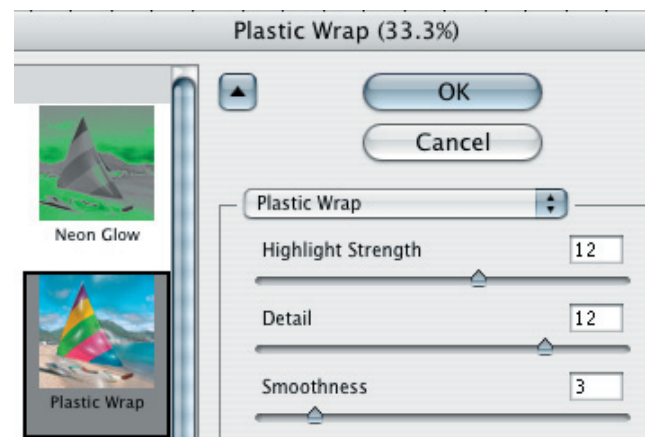 Plastic Wrap (33.3%)
OK
Cancel
Neon Glow
Plastic Wrap
Plastic Wrap
Highlight Strength 12
Detail 12
Smoothness 3